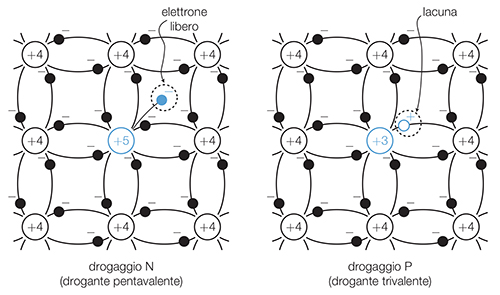 elettrone
libero
lacuna
+4 +4 +4
+4 +5 +4
+4 +4 +4
+4 +4 +4
+4 +3 + +4
+4 +4 +4
drogaggio N
(drogante pentavalente)
drogaggio P
(drogante trivalente)